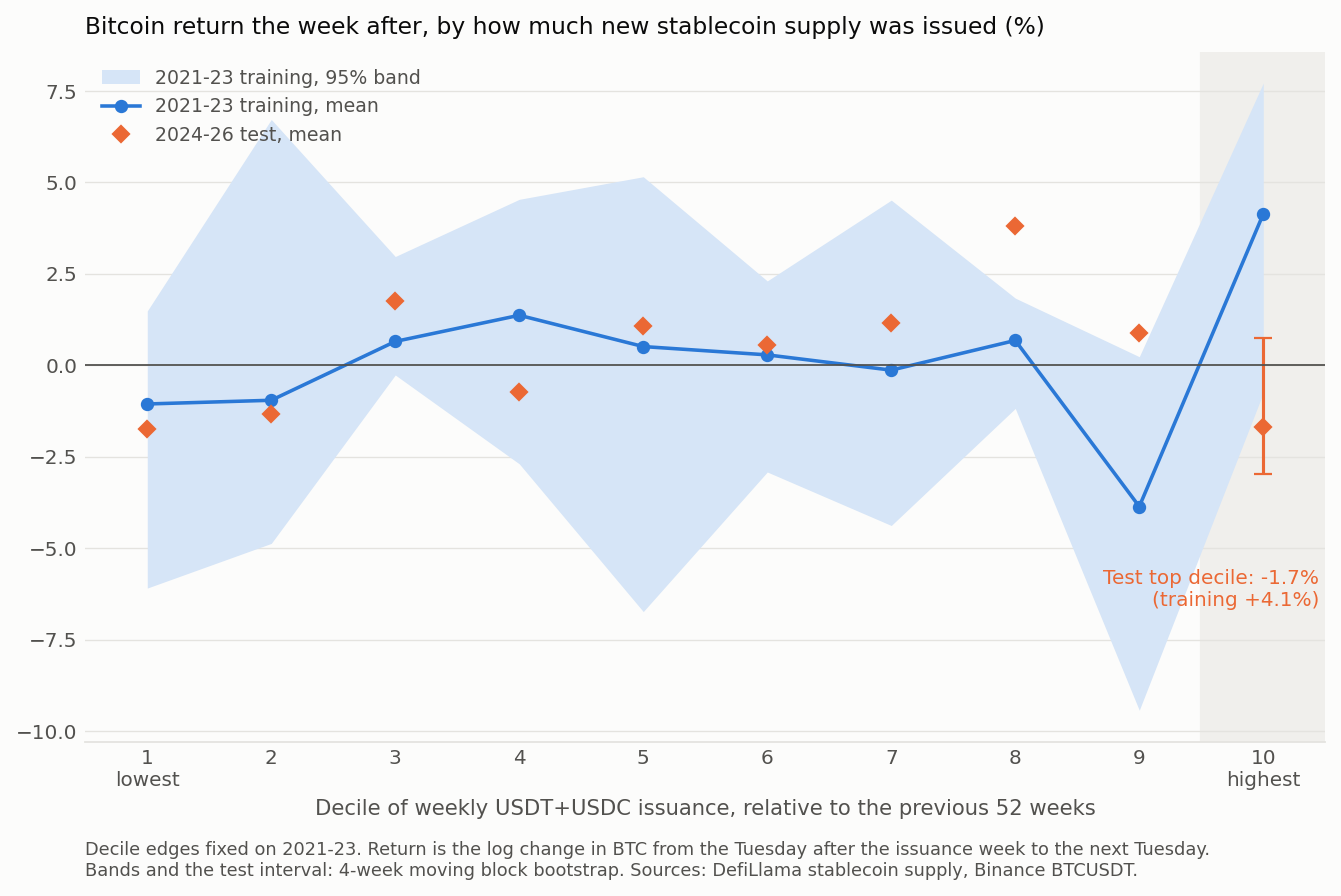 Bitcoin return the week after, by how much new stablecoin supply was issued (%)
2021-23 training, 95% band
2021-23 training, mean
2024-26 test, mean
7.5
5.0
2.5
0.0
−2.5
−5.0
−7.5
−10.0
Test top decile: -1.7%
(training +4.1%)
1 2 3 4 5 6 7 8 9 10
lowest highest
Decile of weekly USDT+USDC issuance, relative to the previous 52 weeks
Decile edges fixed on 2021-23. Return is the log change in BTC from the Tuesday after the issuance week to the next Tuesday.
Bands and the test interval: 4-week moving block bootstrap. Sources: DefiLlama stablecoin supply, Binance BTCUSDT.